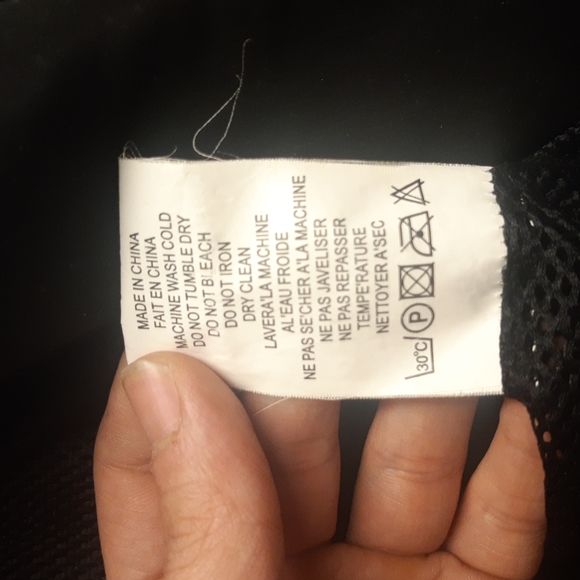 MADE IN CHINA
FAIT EN CHINA
MACHINE WASH COLD
DO NOT TUMBLE DRY
DO NOT BLEACH
DO NOT IRON
DRY CLEAN
LAVERA'LA MACHINE
AL'EAU FROIDE
NE PAS SE'CHER A'LA MACHINE
NE PAS JAVELISER
NE PAS REPASSER
TEMPE'RATURE
NETTOYER A'SEC
30°C P